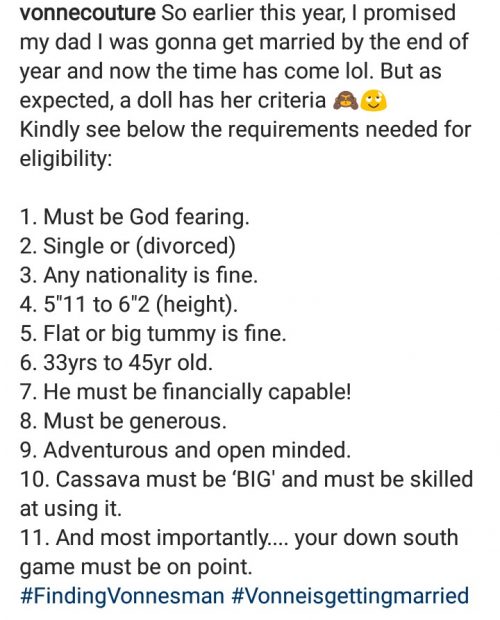 vonnecouture So earlier this year, I promised
my dad I was gonna get married by the end of
year and now the time has come lol. But as
expected, a doll has her criteria 🙈🙄
Kindly see below the requirements needed for
eligibility:
1. Must be God fearing.
2. Single or (divorced)
3. Any nationality is fine.
4. 5"11 to 6"2 (height).
5. Flat or big tummy is fine.
6. 33yrs to 45yr old.
7. He must be financially capable!
8. Must be generous.
9. Adventurous and open minded.
10. Cassava must be ‘BIG' and must be skilled
at using it.
11. And most importantly.... your down south
game must be on point.
#FindingVonnesman #Vonneisgettingmarried